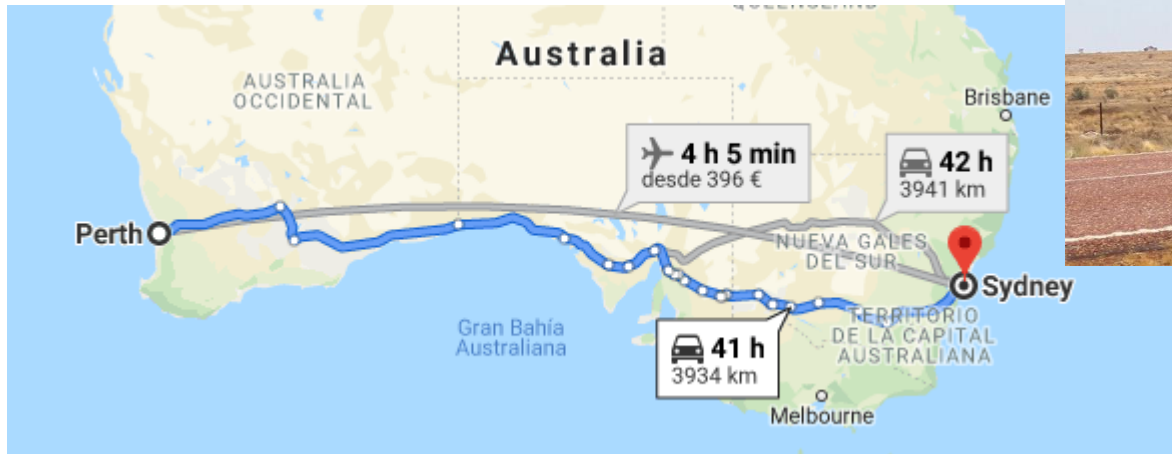 QUEENSLAND
Australia
AUSTRALIA
OCCIDENTAL
Brisbane
4 h 5 min
desde 396 €
42 h
3941 km
Perth
NUEVA GALES
DEL SUR
Sydney
Gran Bahía
Australiana
TERRITORIO
DE LA CAPITAL
AUSTRALIANA
41 h
3934 km
Melbourne